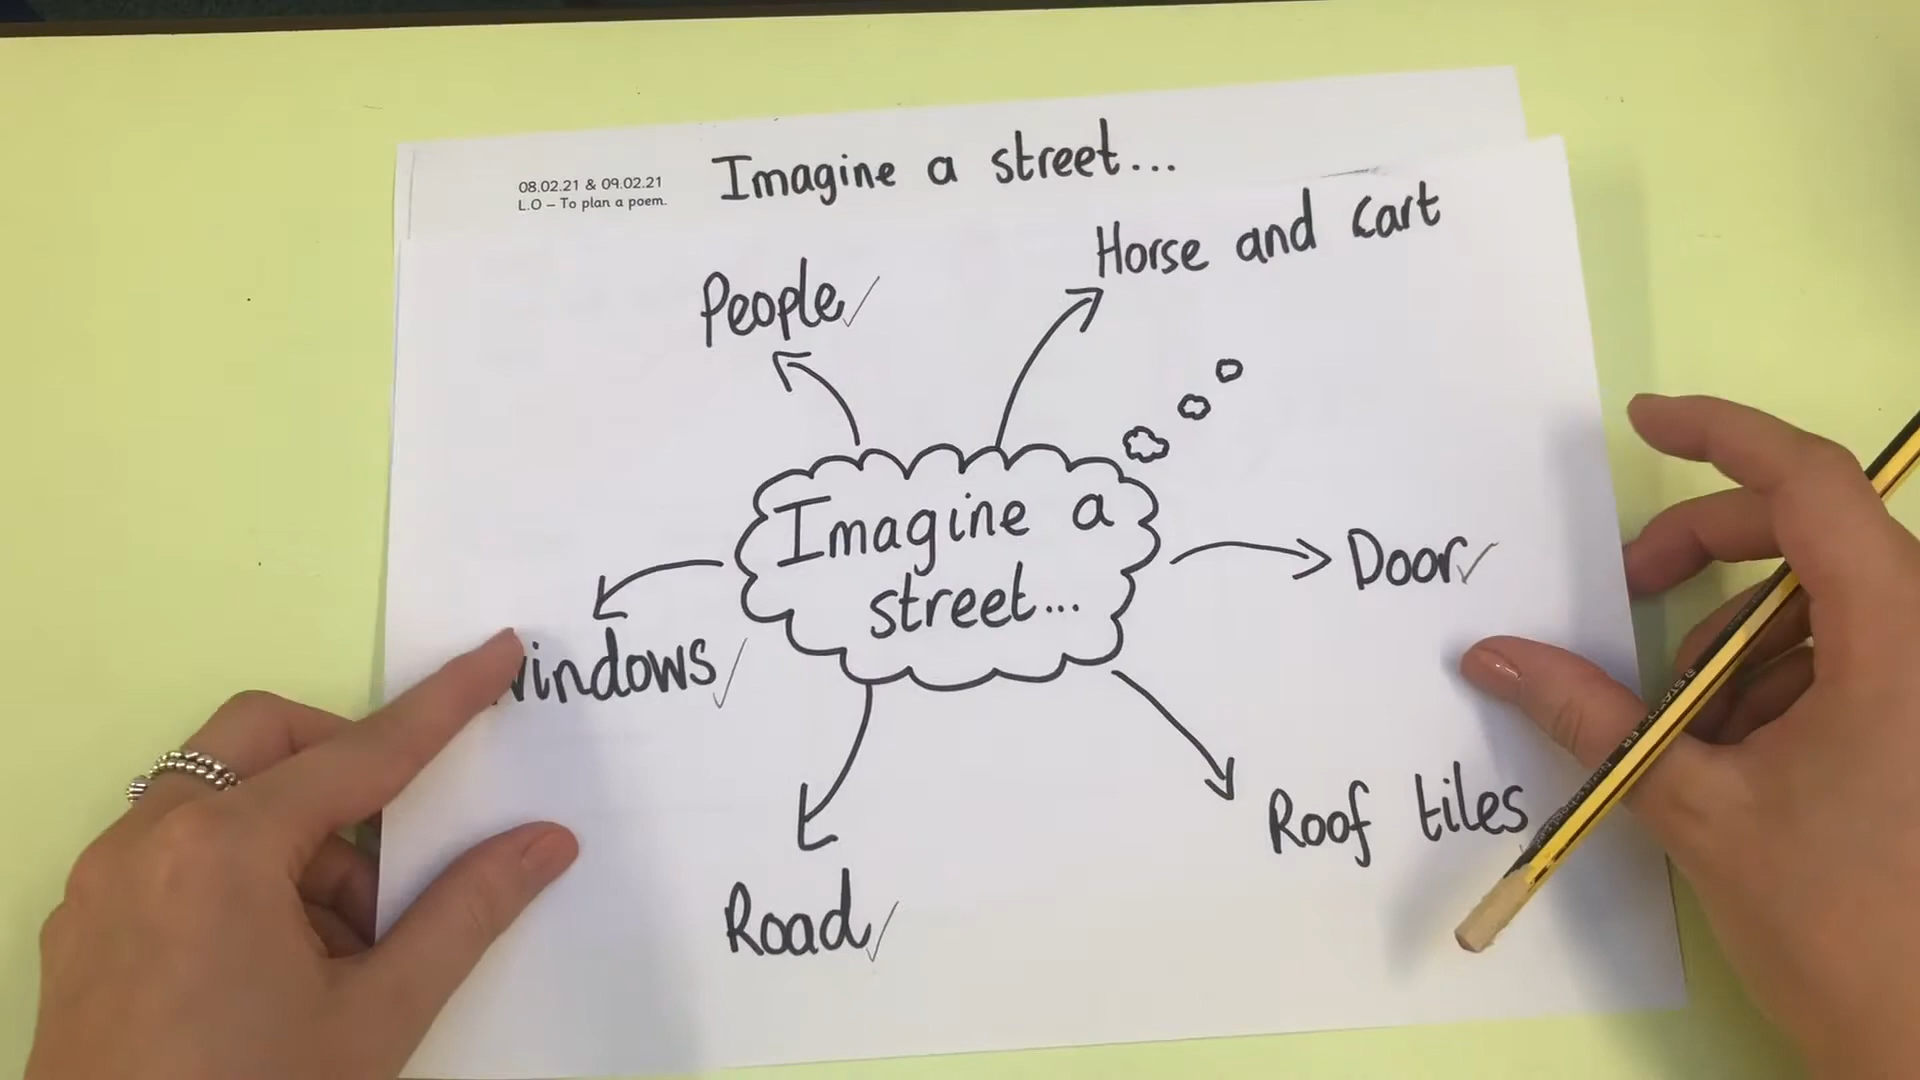 08.02.21 & 09.02.21
L.O – To plan a poem.
Imagine a street...
Horse and cart
People
Imagine a
street...
Door
windows
Roof tiles
Road